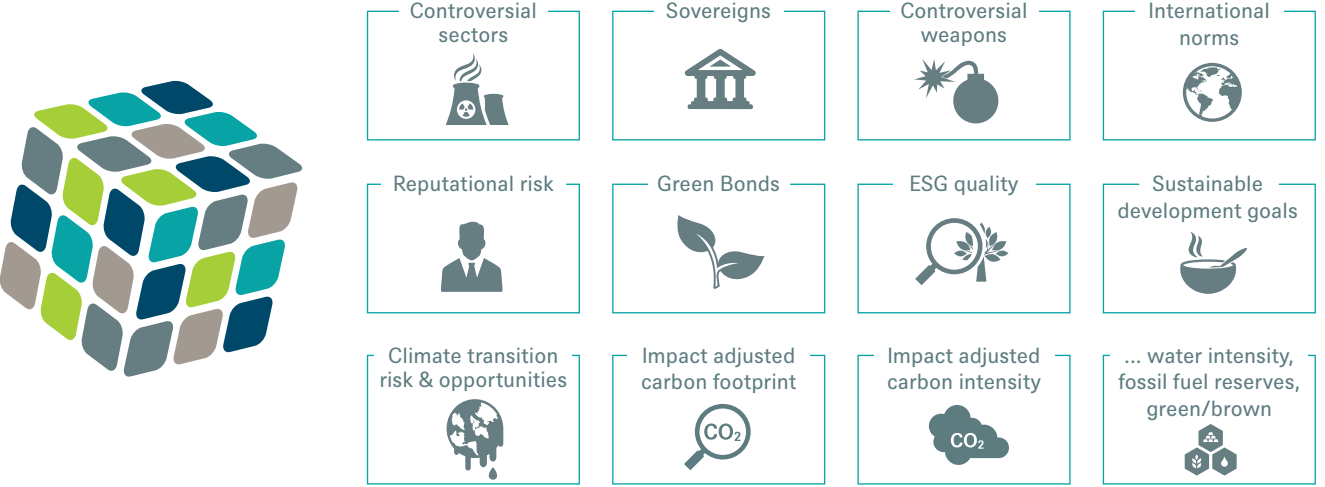 Controversial
sectors
Sovereigns
Controversial
weapons
International
norms
Reputational risk
Green Bonds
ESG quality
Sustainable
development goals
Climate transition
risk & opportunities
Impact adjusted
carbon footprint
CO₂
Impact adjusted
carbon intensity
CO₂
... water intensity,
fossil fuel reserves,
green/brown